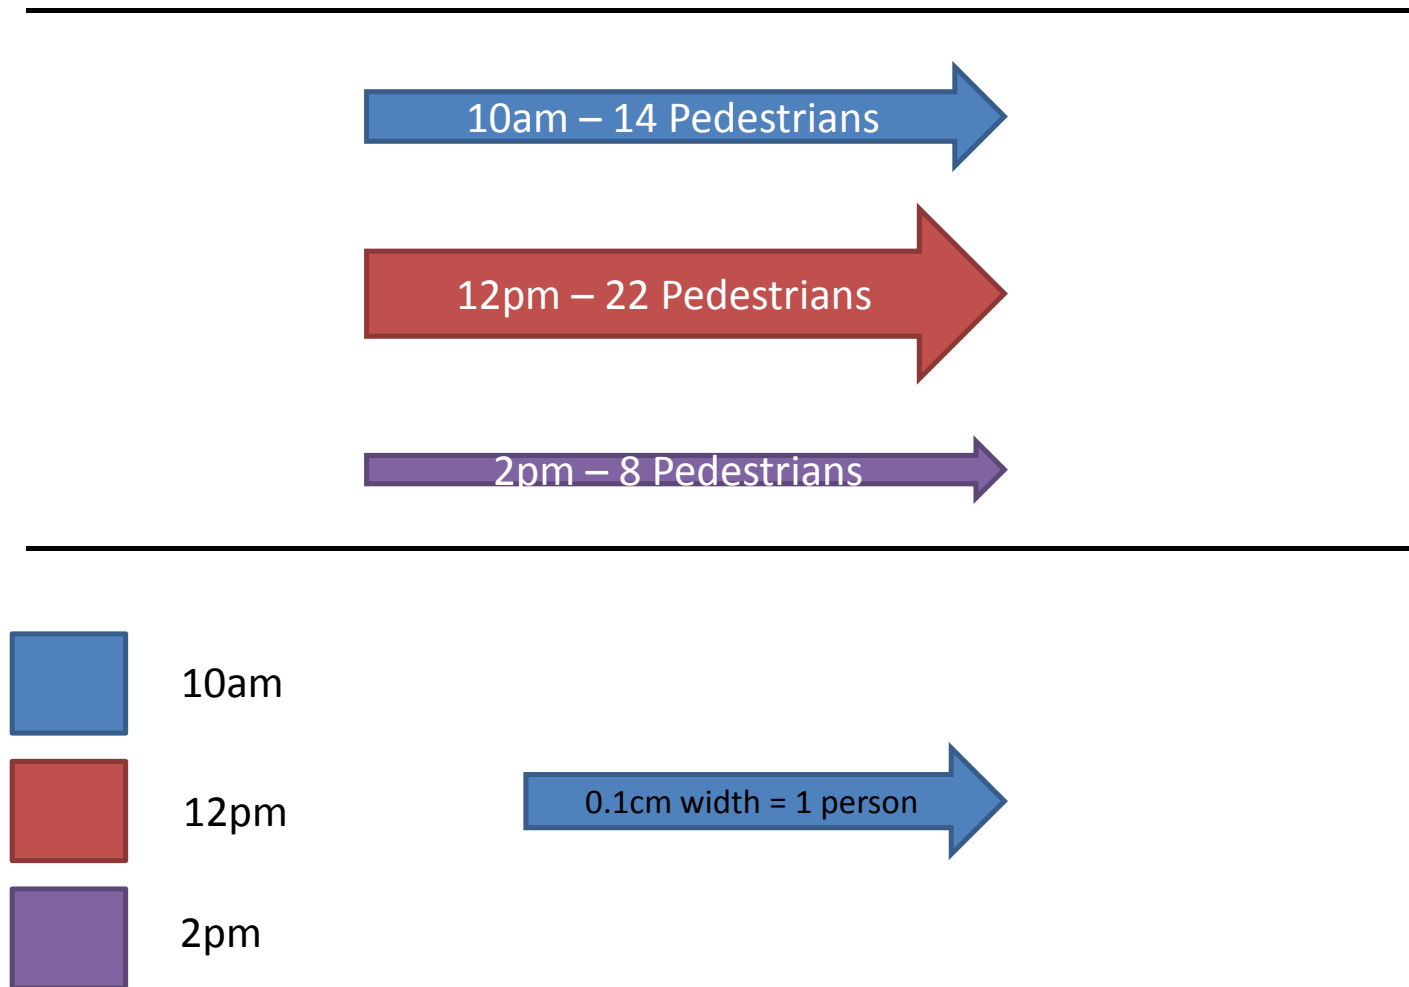 10am – 14 Pedestrians
12pm – 22 Pedestrians
2pm – 8 Pedestrians
10am
12pm
2pm
0.1cm width = 1 person